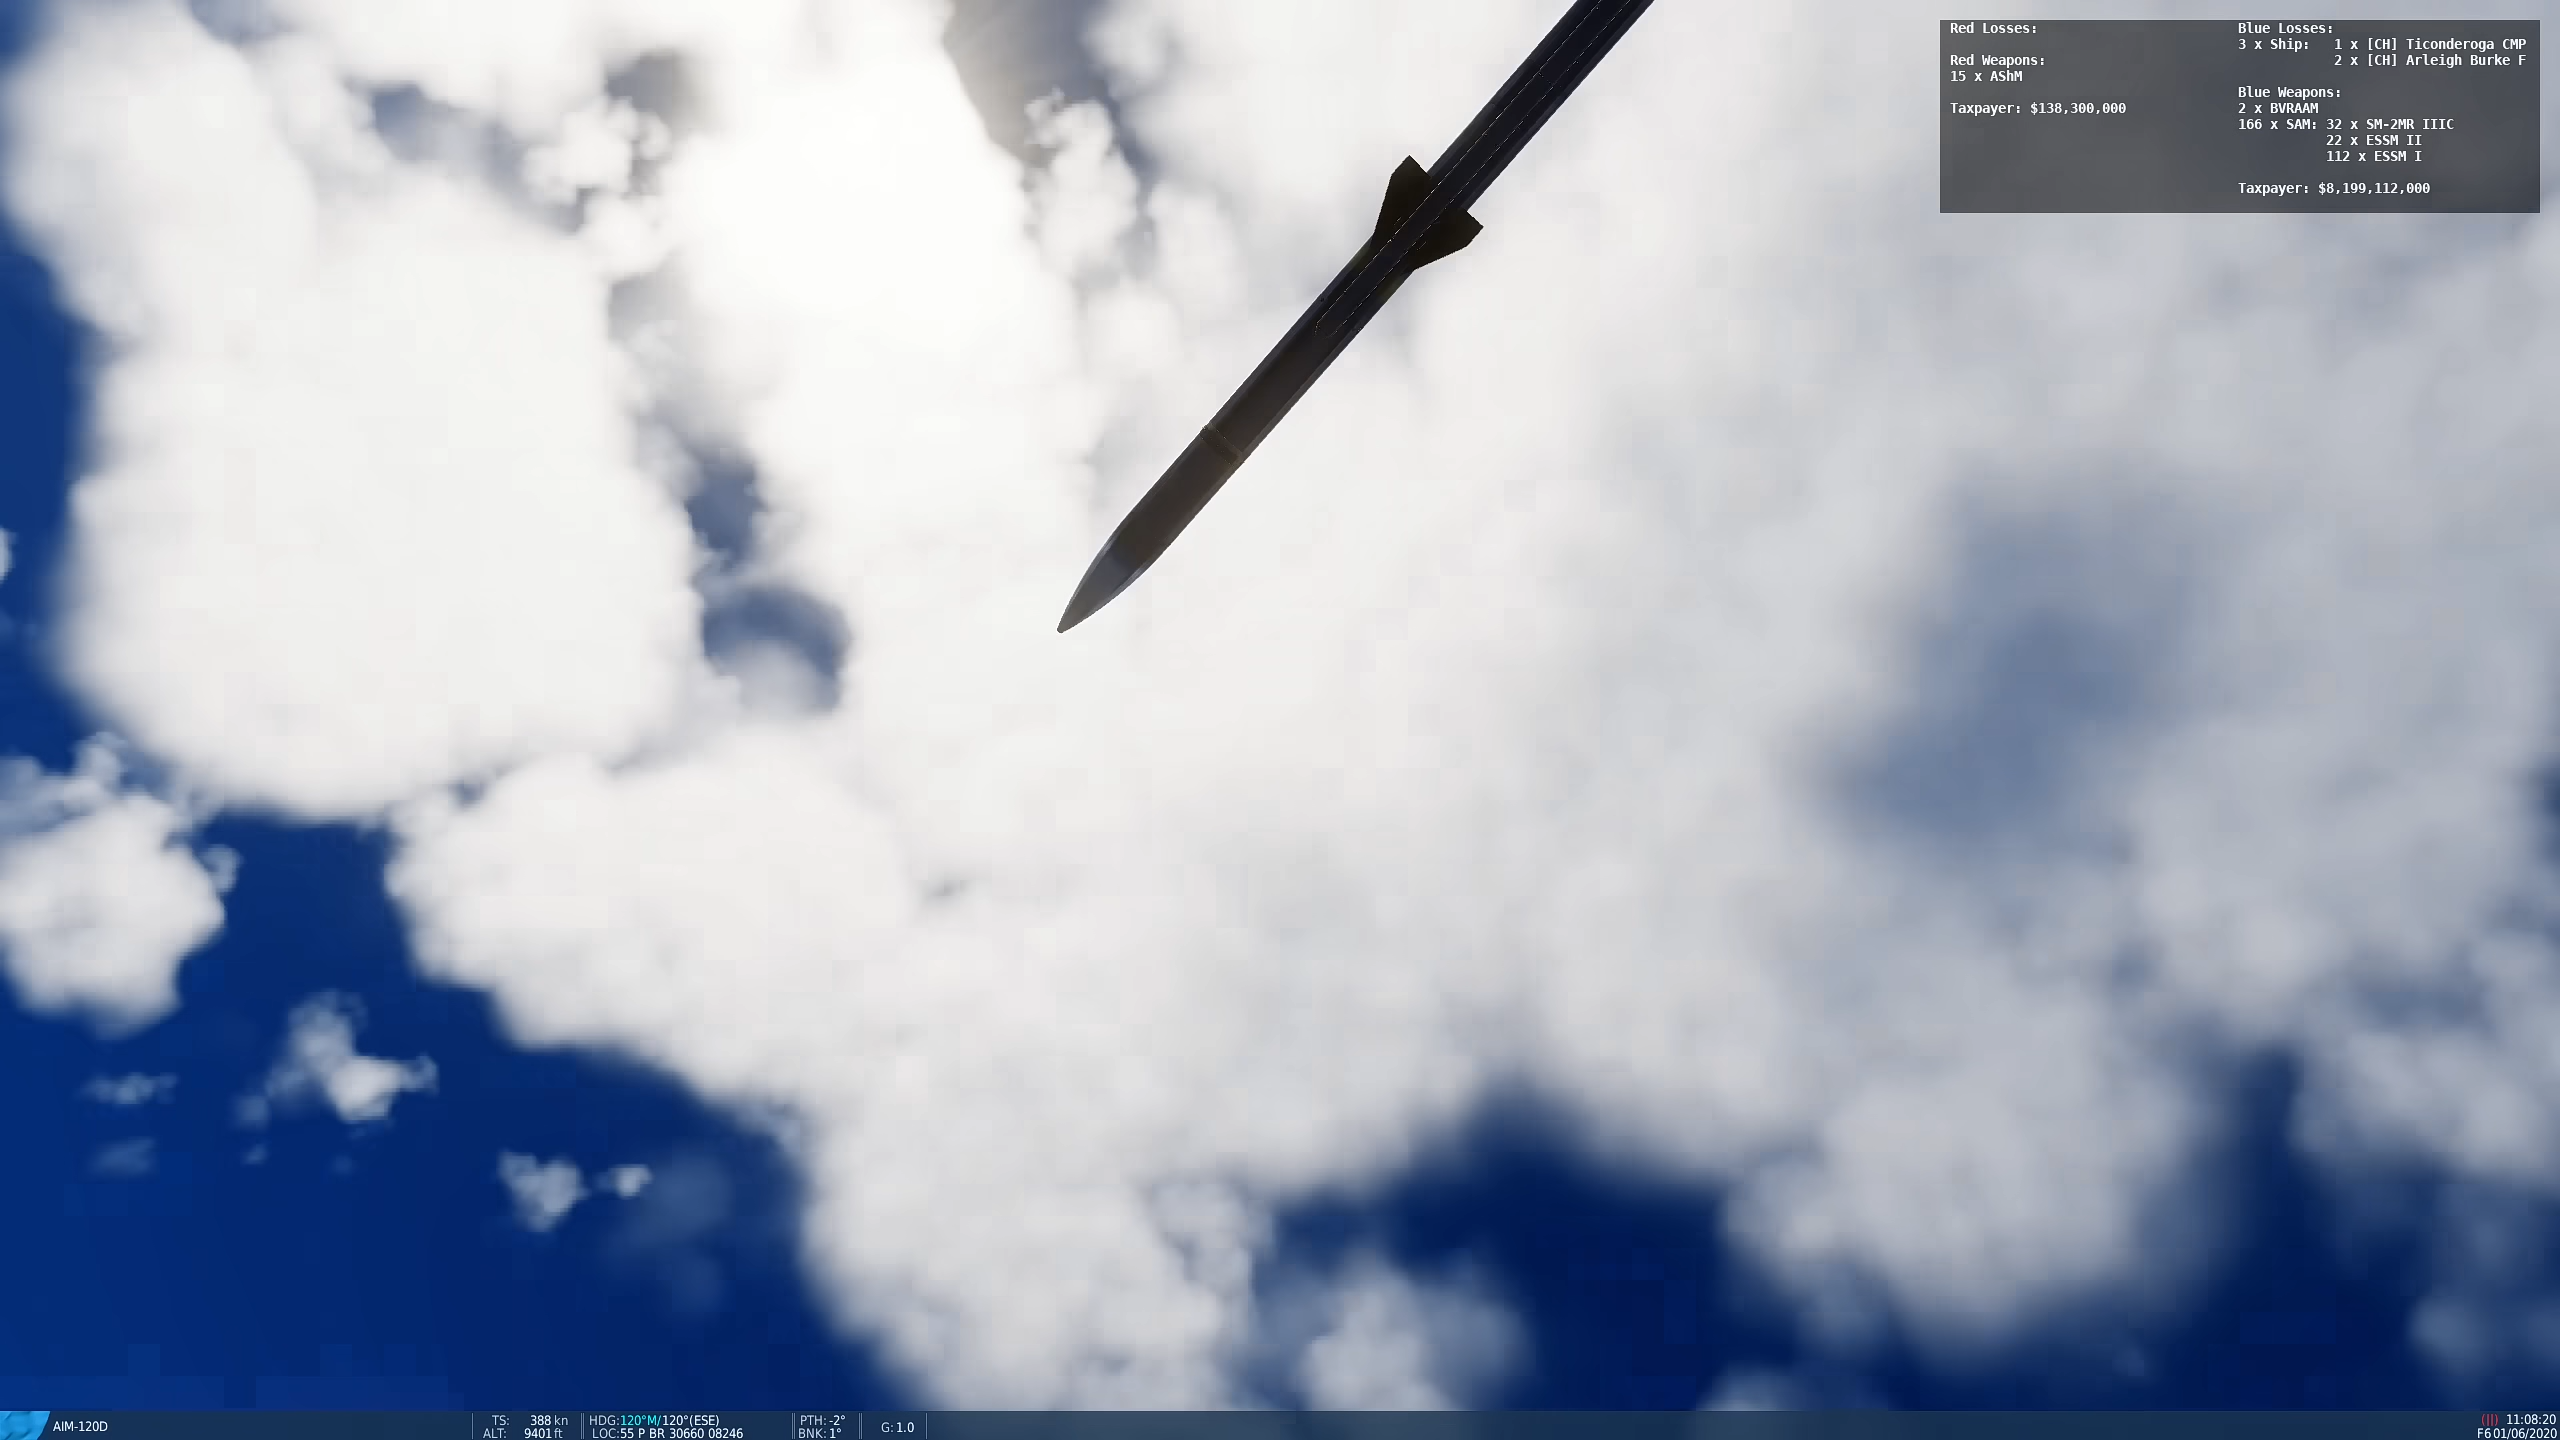 Red Losses:
Red Weapons:
15 x AShM
Taxpayer: $138,300,000
Blue Losses:
3 x Ship: 1 x [CH] Ticonderoga CMP
2 x [CH] Arleigh Burke F
Blue Weapons:
2 x BVRAAM
166 x SAM: 32 x SM-2MR IIIC
22 x ESSM II
112 x ESSM I
Taxpayer: $8,199,112,000
AIM-120D
TS: 388 kn
ALT: 9401 ft
HDG:120°M/120°(ESE)
LOC:55 P BR 30660 08246
PTH: -2°
BNK: 1°
G: 1.0
(||) 11:08:20
F6 01/06/2020